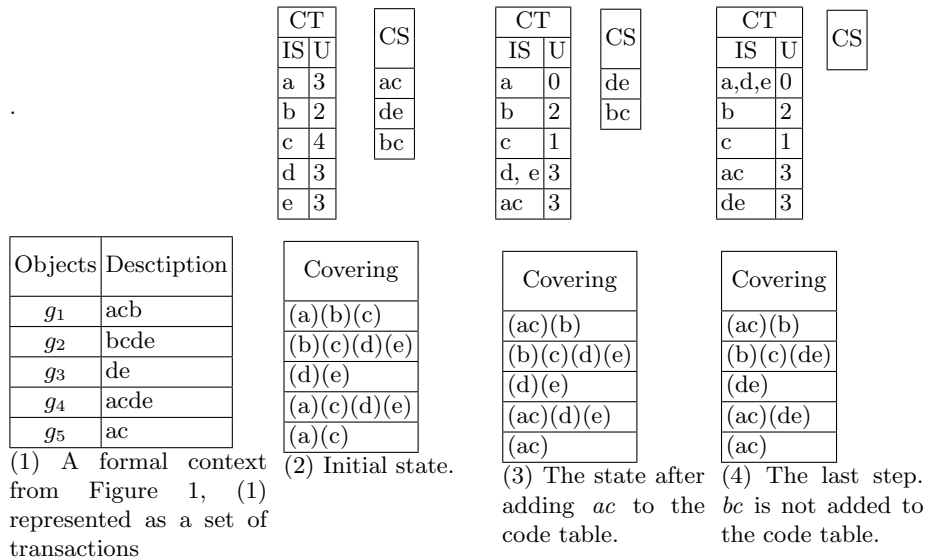 CT
IS U
a 3
b 2
c 4
d 3
e 3
CS
ac
de
bc
CT
IS U
a 0
b 2
c 1
d, e 3
ac 3
CS
de
bc
CT
IS U
a,d,e 0
b 2
c 1
ac 3
de 3
CS
.
Objects Desctiption
g1 acb
g2 bcde
g3 de
g4 acde
g5 ac
(1) A formal context
from Figure 1, (1)
represented as a set of
transactions
Covering
(a)(b)(c)
(b)(c)(d)(e)
(d)(e)
(a)(c)(d)(e)
(a)(c)
(2) Initial state.
Covering
(ac)(b)
(b)(c)(d)(e)
(d)(e)
(ac)(d)(e)
(ac)
(3) The state after
adding ac to the
code table.
Covering
(ac)(b)
(b)(c)(de)
(de)
(ac)(de)
(ac)
(4) The last step.
bc is not added to
the code table.